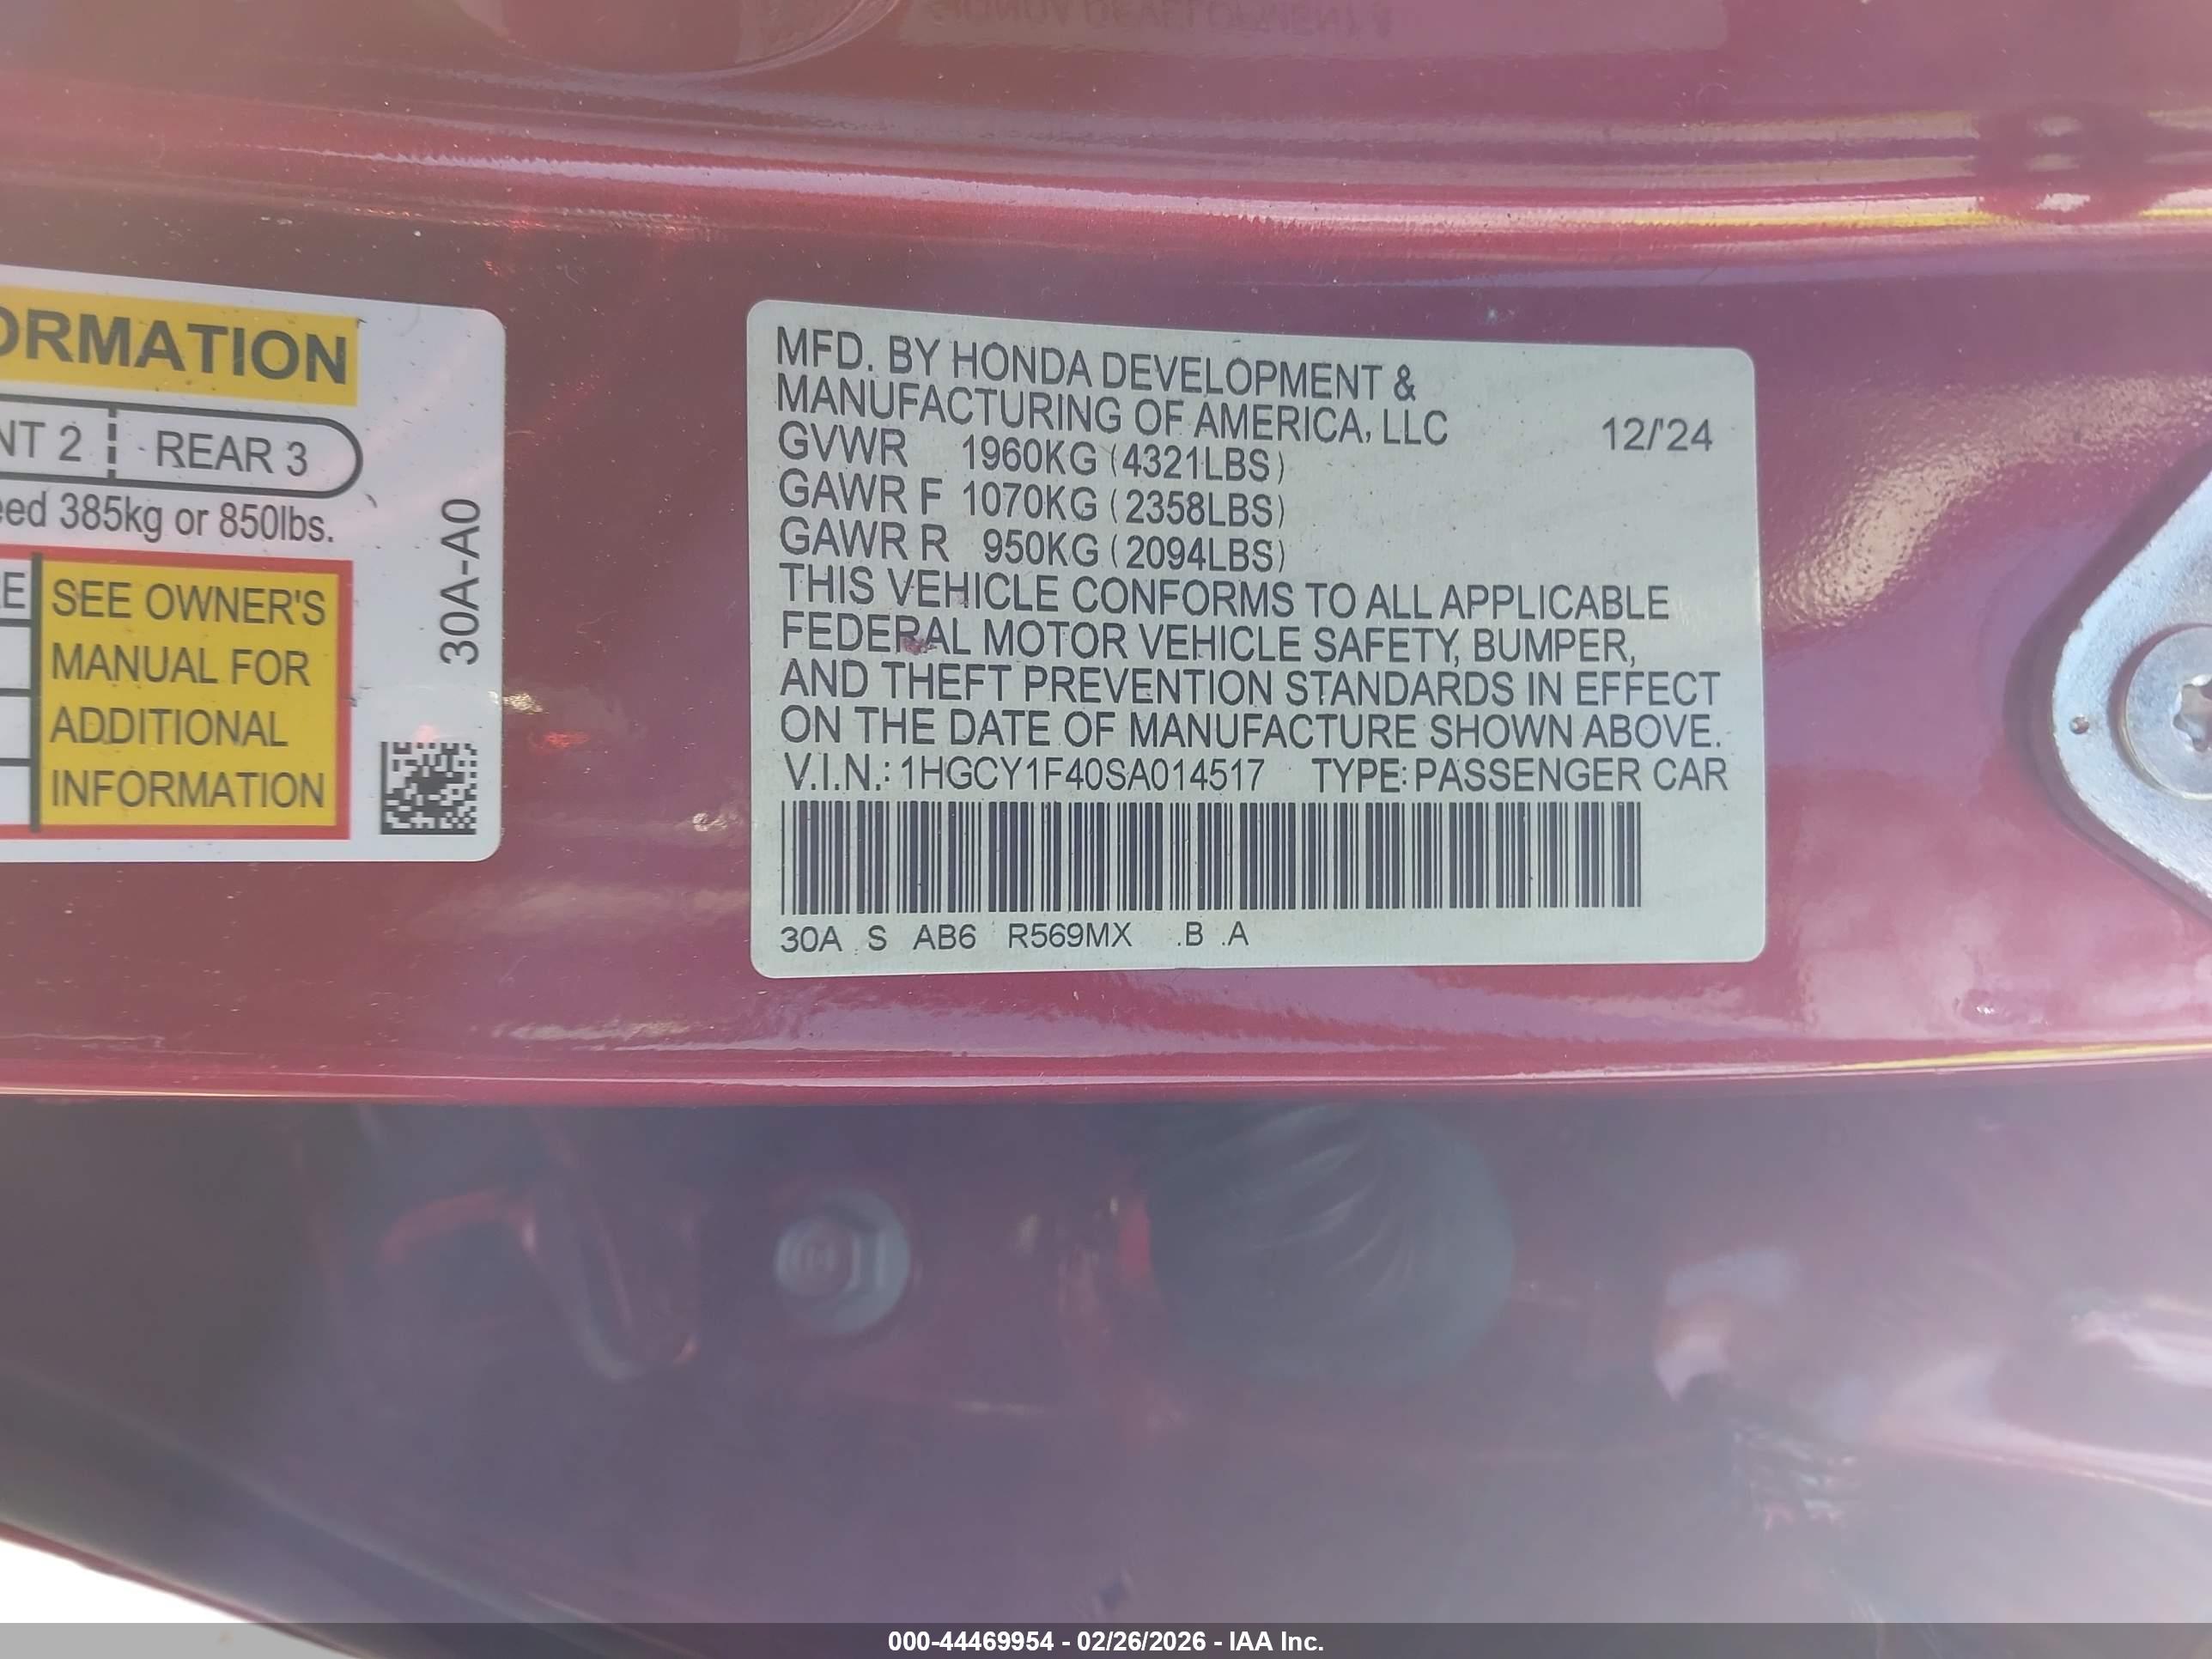 ORMATION
NT 2 REAR 3
eed 385kg or 850lbs.
E
SEE OWNER'S
MANUAL FOR
ADDITIONAL
INFORMATION
30A-A0
MFD. BY HONDA DEVELOPMENT &
MANUFACTURING OF AMERICA, LLC 12/'24
GVWR 1960KG (4321LBS)
GAWR F 1070KG (2358LBS)
GAWR R 950KG (2094LBS)
THIS VEHICLE CONFORMS TO ALL APPLICABLE
FEDERAL MOTOR VEHICLE SAFETY, BUMPER,
AND THEFT PREVENTION STANDARDS IN EFFECT
ON THE DATE OF MANUFACTURE SHOWN ABOVE.
V.I.N.: 1HGCY1F40SA014517 TYPE: PASSENGER CAR
30A S AB6 R569MX .B .A
000-44469954 - 02/26/2026 - IAA Inc.